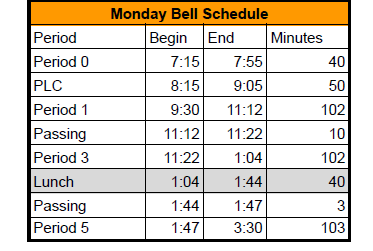 Monday Bell Schedule
Period Begin End Minutes
Period 0 7:15 7:55 40
PLC 8:15 9:05 50
Period 1 9:30 11:12 102
Passing 11:12 11:22 10
Period 3 11:22 1:04 102
Lunch 1:04 1:44 40
Passing 1:44 1:47 3
Period 5 1:47 3:30 103